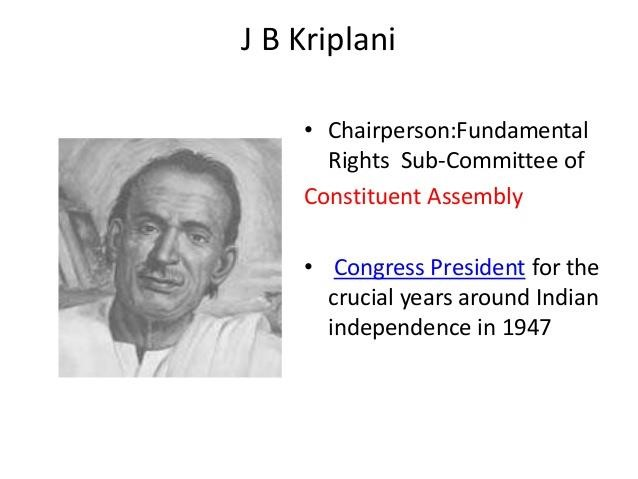 J B Kriplani
• Chairperson:Fundamental
Rights Sub-Committee of
Constituent Assembly
• Congress President for the
crucial years around Indian
independence in 1947